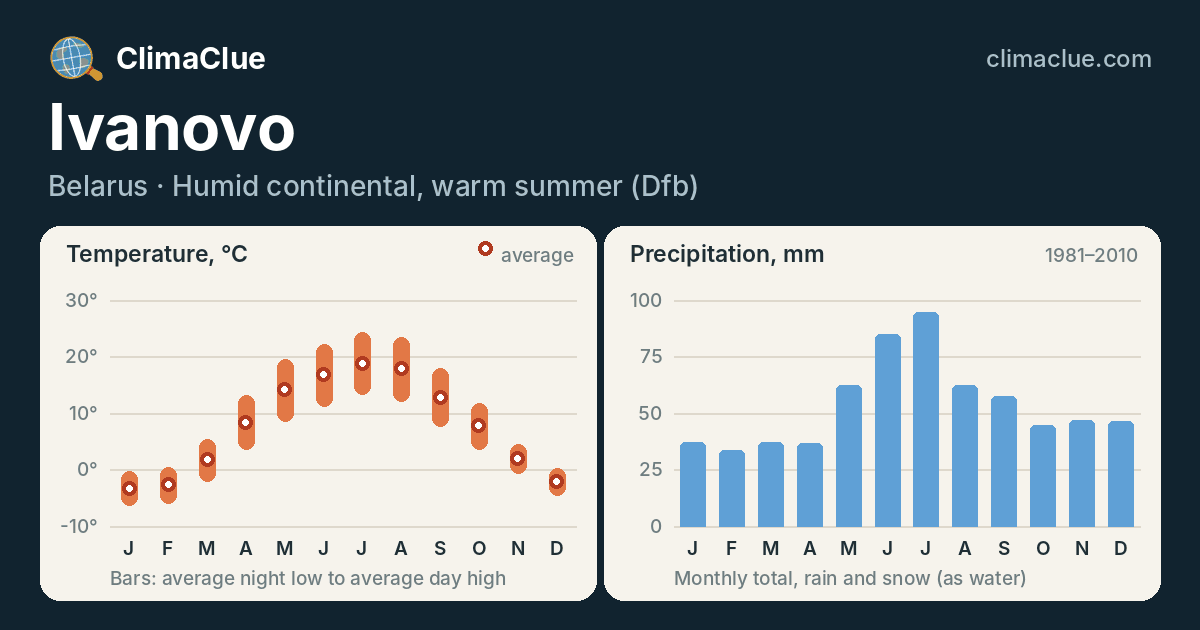 ClimaClue
climaclue.com
Ivanovo
Belarus · Humid continental, warm summer (Dfb)
Temperature, °C
average
30°
20°
10°
0°
-10°
J F M A M J J A S O N D
Bars: average night low to average day high
Precipitation, mm
1981–2010
100
75
50
25
0
J F M A M J J A S O N D
Monthly total, rain and snow (as water)